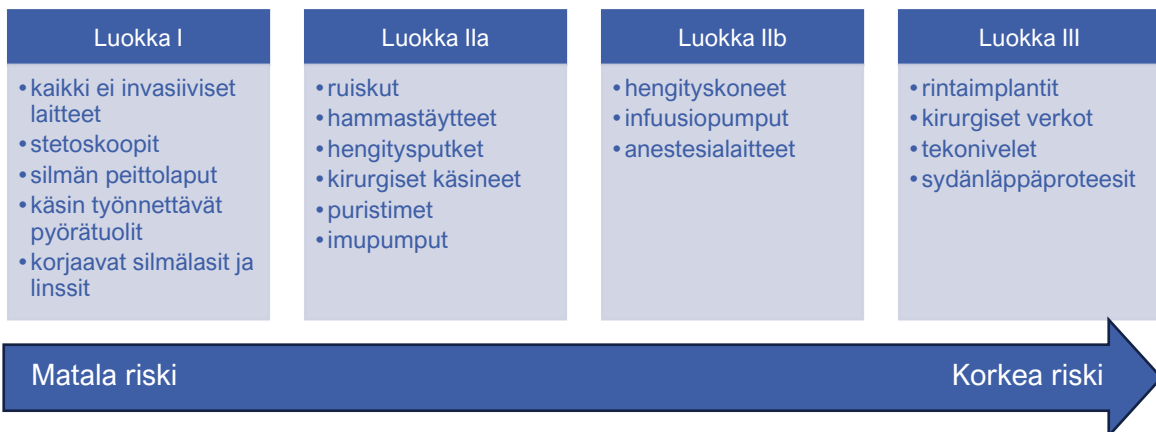 Luokka I
• kaikki ei invasiiviset
laitteet
• stetoskoopit
• silmän peittolaput
• käsin työnnettävät
pyörätuolit
• korjaavat silmälasit ja
linssit
Luokka IIa
• ruiskut
• hammastäytteet
• hengitysputket
• kirurgiset käsineet
• puristimet
• imupumput
Luokka IIb
• hengityskoneet
• infuusiopumput
• anestesialaitteet
Luokka III
• rintaimplantit
• kirurgiset verkot
• tekonivelet
• sydänläppäproteesit
Matala riski
Korkea riski